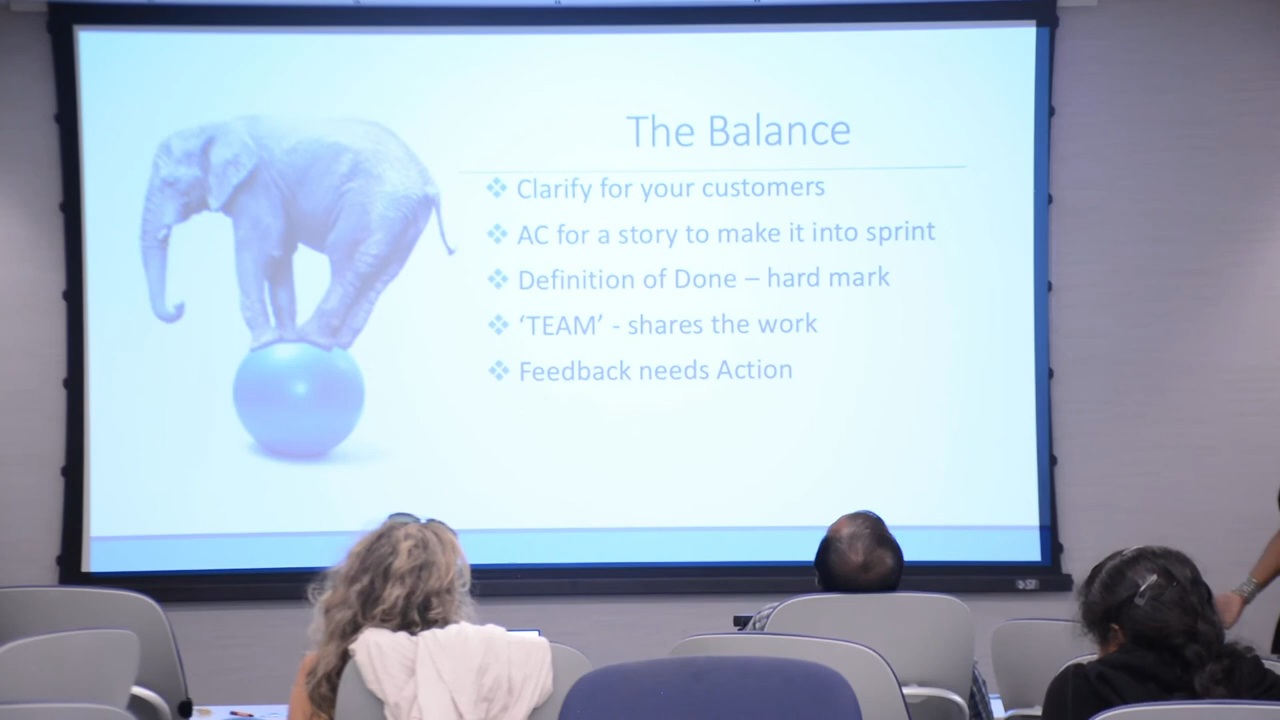 The Balance
❖ Clarify for your customers
❖ AC for a story to make it into sprint
❖ Definition of Done – hard mark
❖ ‘TEAM’ - shares the work
❖ Feedback needs Action